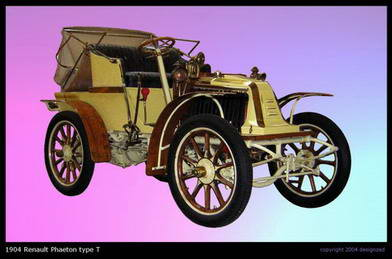 1904 Renault Phaeton type T
copyright 2004 designzed